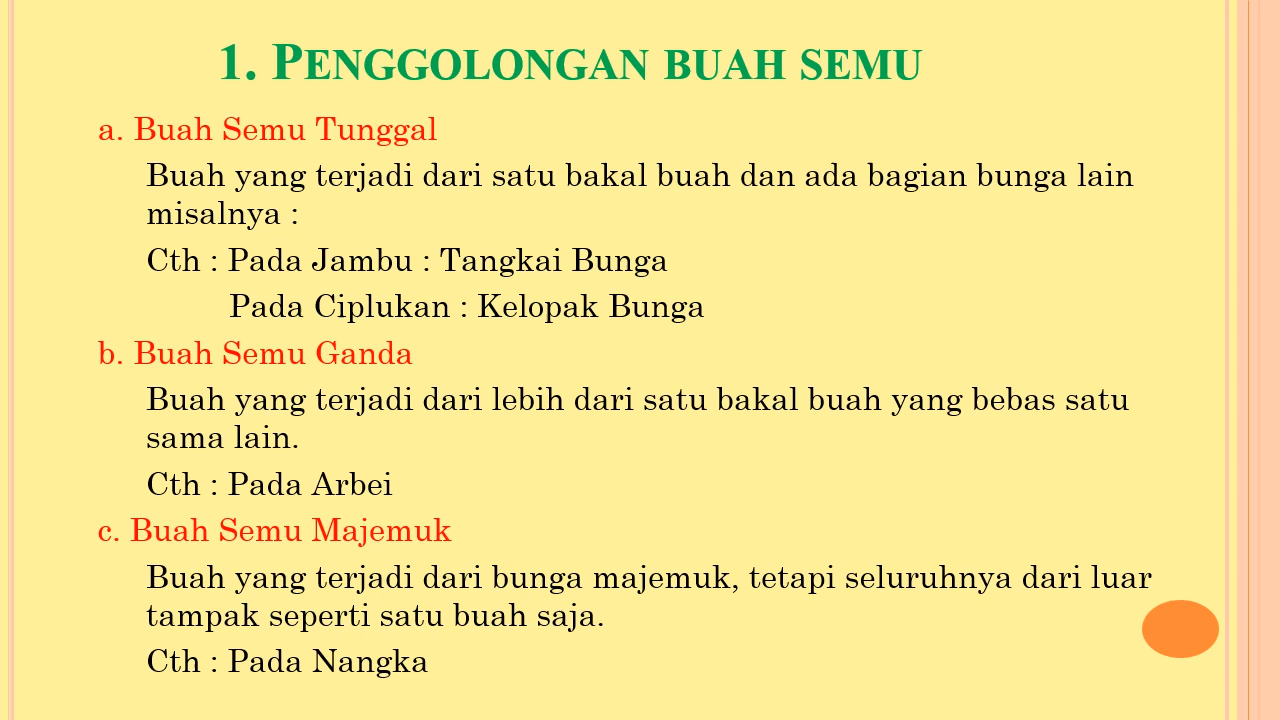 1. Penggolongan buah semu
a. Buah Semu Tunggal
Buah yang terjadi dari satu bakal buah dan ada bagian bunga lain
misalnya :
Cth : Pada Jambu : Tangkai Bunga
Pada Ciplukan : Kelopak Bunga
b. Buah Semu Ganda
Buah yang terjadi dari lebih dari satu bakal buah yang bebas satu
sama lain.
Cth : Pada Arbei
c. Buah Semu Majemuk
Buah yang terjadi dari bunga majemuk, tetapi seluruhnya dari luar
tampak seperti satu buah saja.
Cth : Pada Nangka